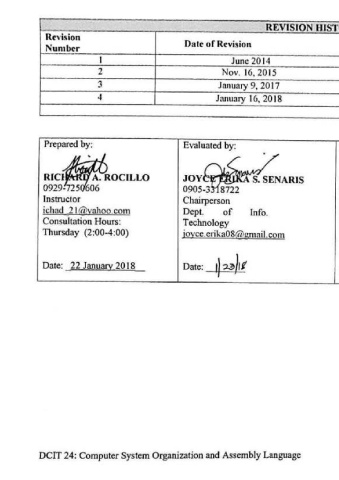 REVISION HIST
Revision Number
Date of Revision
1 June 2014
2 Nov. 16, 2015
3 January 9, 2017
4 January 16, 2018
Prepared by:
RICHARD A. ROCILLO
0929-7250606
Instructor
ichad_21@yahoo.com
Consultation Hours:
Thursday (2:00-4:00)
Date: 22 January 2018
Evaluated by:
JOYCE ERIKA S. SENARIS
0905-3318722
Chairperson
Dept. of Info.
Technology
joyce.erika08@gmail.com
Date: 1/23/18
DCIT 24: Computer System Organization and Assembly Language